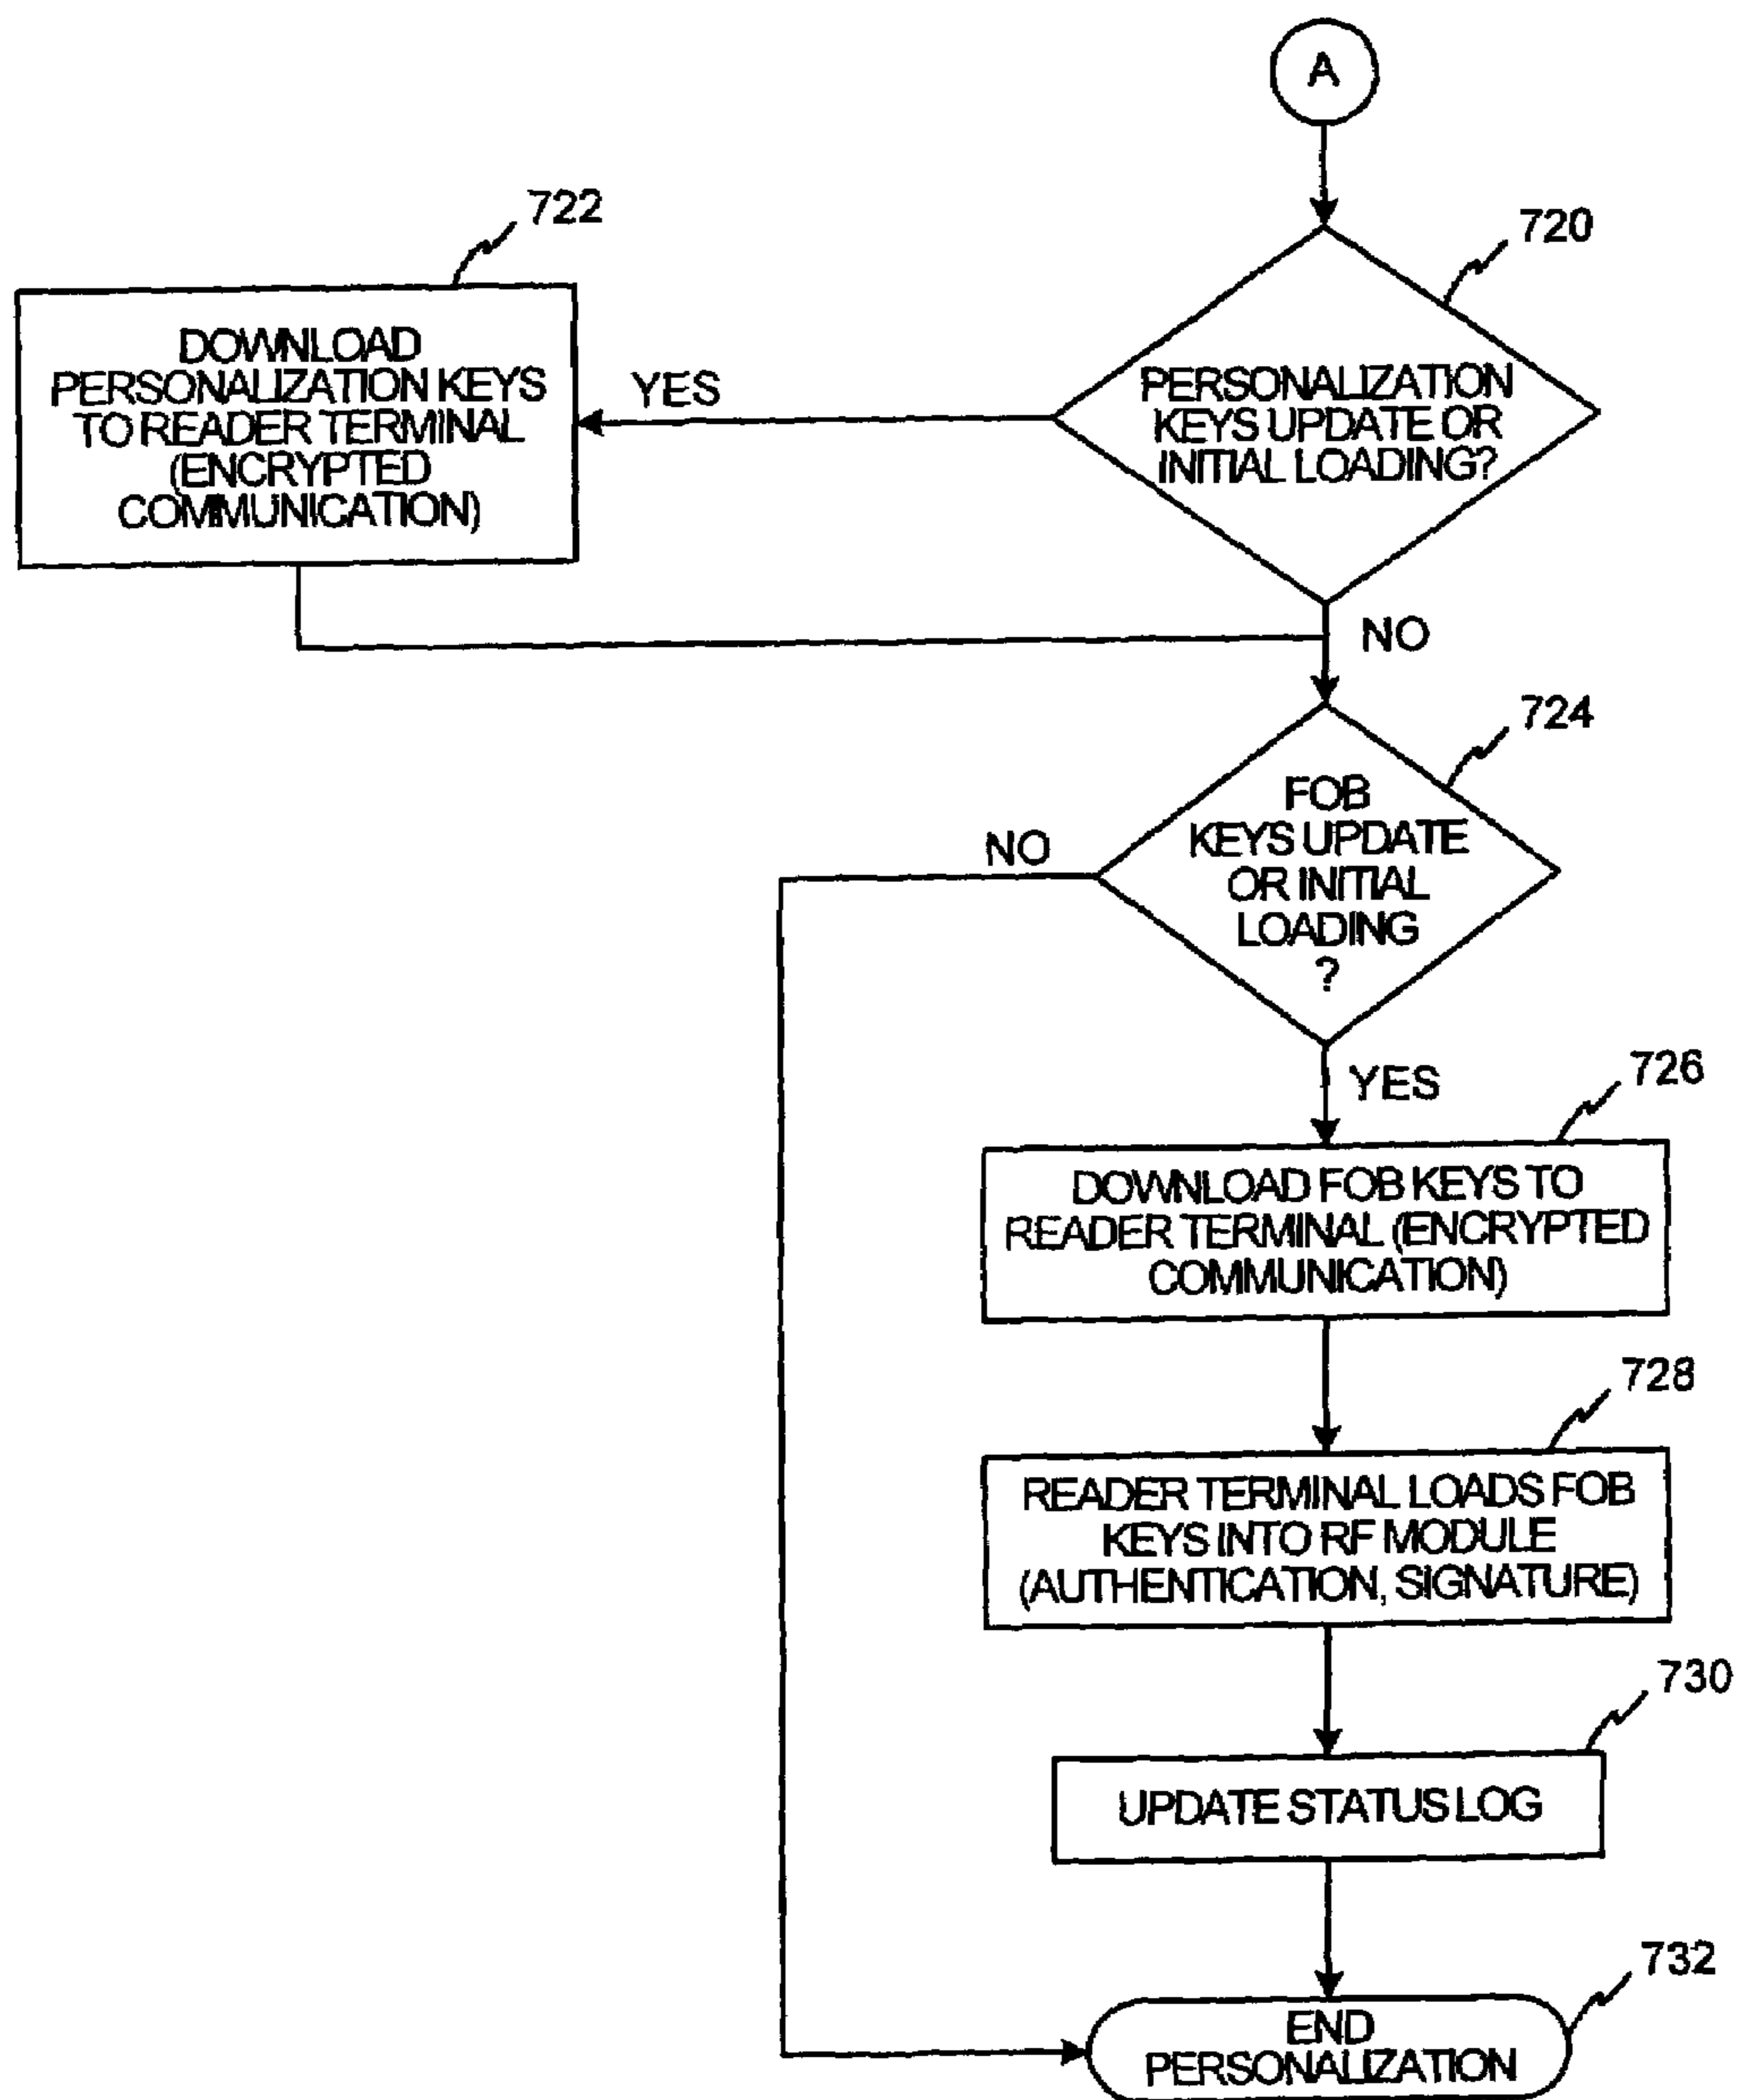 A
720
PERSONALIZATION
KEYS UPDATE OR
INITIAL LOADING?
YES
722
DOWNLOAD
PERSONALIZATION KEYS
TO READER TERMINAL
(ENCRYPTED
COMMUNICATION)
NO
724
FOB
KEYS UPDATE
OR INITIAL
LOADING
?
NO
YES
726
DOWNLOAD FOB KEYS TO
READER TERMINAL (ENCRYPTED
COMMUNICATION)
728
READER TERMINAL LOADS FOB
KEYS INTO RF MODULE
(AUTHENTICATION, SIGNATURE)
730
UPDATE STATUS LOG
732
END
PERSONALIZATION